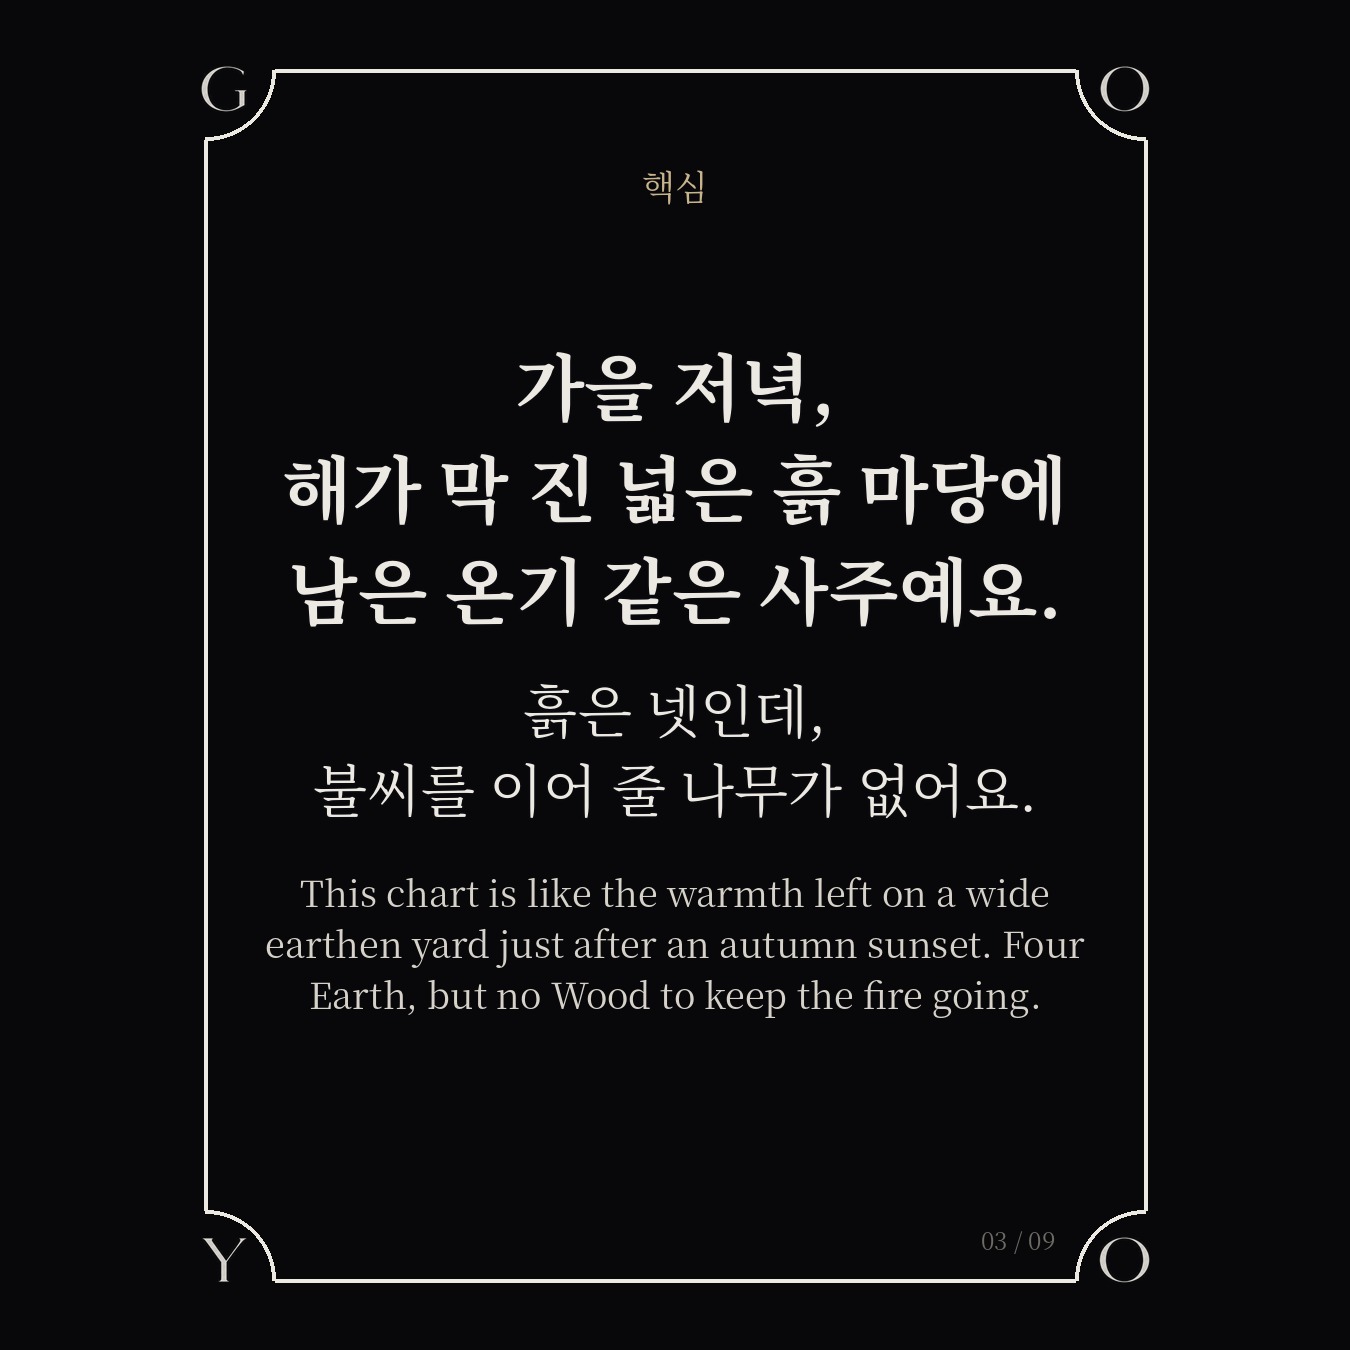 G
O
핵심
가을 저녁,
해가 막 진 넓은 흙 마당에
남은 온기 같은 사주예요.
흙은 넷인데,
불씨를 이어 줄 나무가 없어요.
This chart is like the warmth left on a wide
earthen yard just after an autumn sunset. Four
Earth, but no Wood to keep the fire going.
03 / 09
Y
O